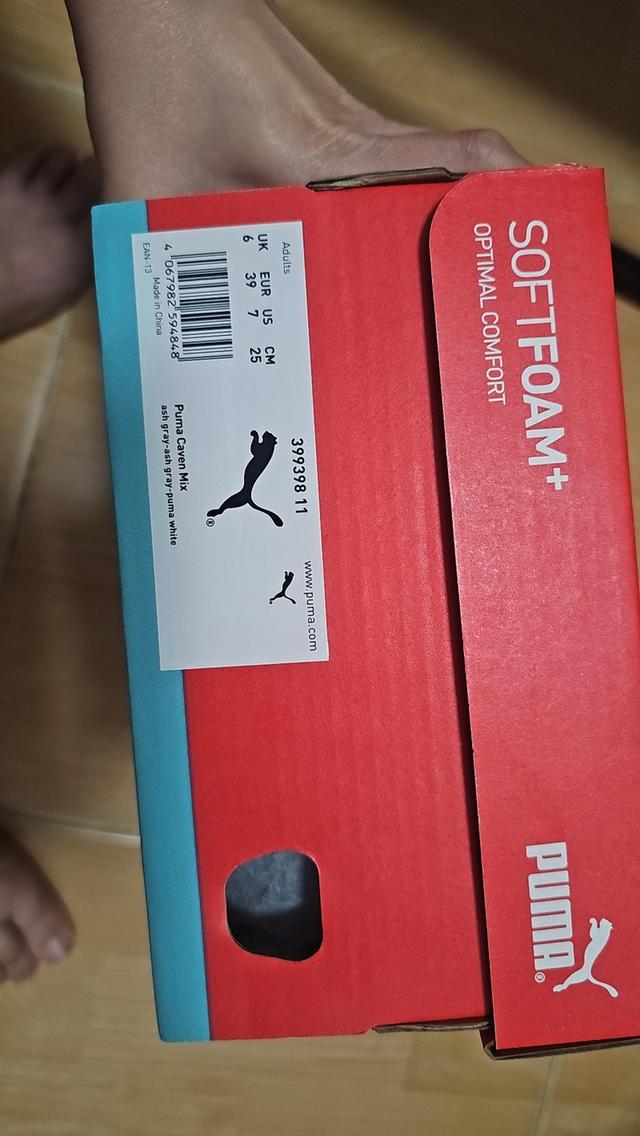 SOFTFOAM+
OPTIMAL COMFORT
PUMA®
www.puma.com
399398 11
Adults
UK EUR US CM
6 39 7 25
®
4 067982 594848
EAN-13 Made in China
Puma Caven Mix
ash gray-ash gray-puma white